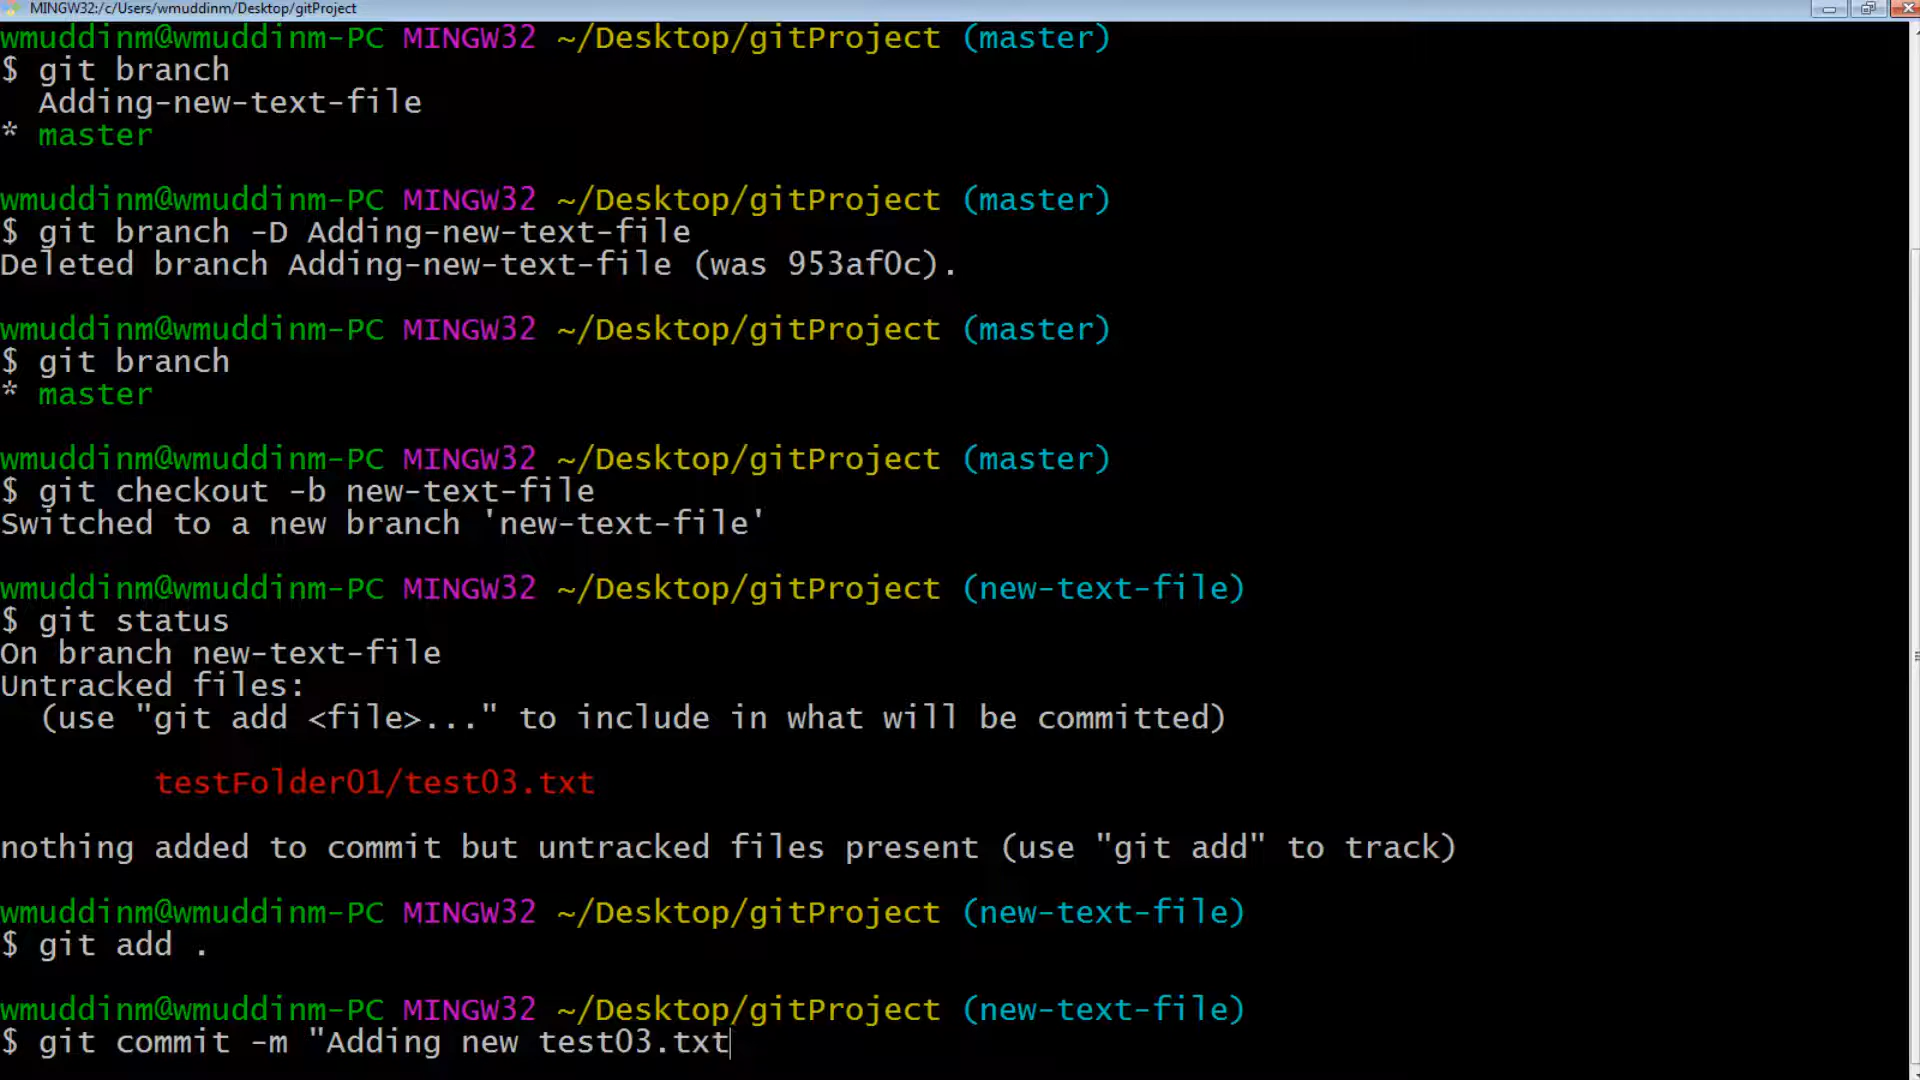 MINGW32:/c/Users/wmuddinm/Desktop/gitProject
wmuddinm@wmuddinm-PC MINGW32 ~/Desktop/gitProject (master)
$ git branch
  Adding-new-text-file
* master
wmuddinm@wmuddinm-PC MINGW32 ~/Desktop/gitProject (master)
$ git branch -D Adding-new-text-file
Deleted branch Adding-new-text-file (was 953af0c).
wmuddinm@wmuddinm-PC MINGW32 ~/Desktop/gitProject (master)
$ git branch
* master
wmuddinm@wmuddinm-PC MINGW32 ~/Desktop/gitProject (master)
$ git checkout -b new-text-file
Switched to a new branch 'new-text-file'
wmuddinm@wmuddinm-PC MINGW32 ~/Desktop/gitProject (new-text-file)
$ git status
On branch new-text-file
Untracked files:
  (use "git add <file>..." to include in what will be committed)
        testFolder01/test03.txt
nothing added to commit but untracked files present (use "git add" to track)
wmuddinm@wmuddinm-PC MINGW32 ~/Desktop/gitProject (new-text-file)
$ git add .
wmuddinm@wmuddinm-PC MINGW32 ~/Desktop/gitProject (new-text-file)
$ git commit -m "Adding new test03.txt